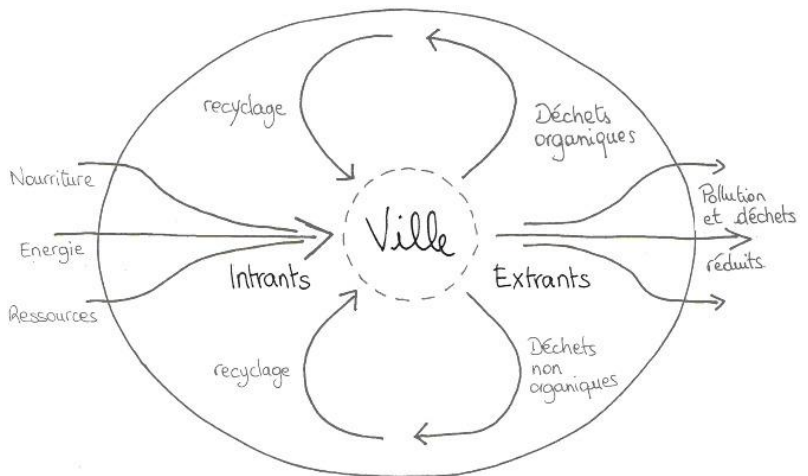 recyclage
Déchets
organiques
Nourriture
Energie
Ressources
Intrants
Ville
Extrants
Pollution
et déchets
réduits
recyclage
Déchets
non
organiques